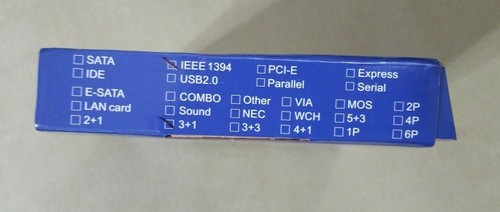 SATA IEEE 1394 PCI-E Express
IDE USB2.0 Parallel Serial
E-SATA COMBO Other VIA MOS 2P
LAN card Sound NEC WCH 5+3 4P
2+1 3+1 3+3 4+1 1P 6P